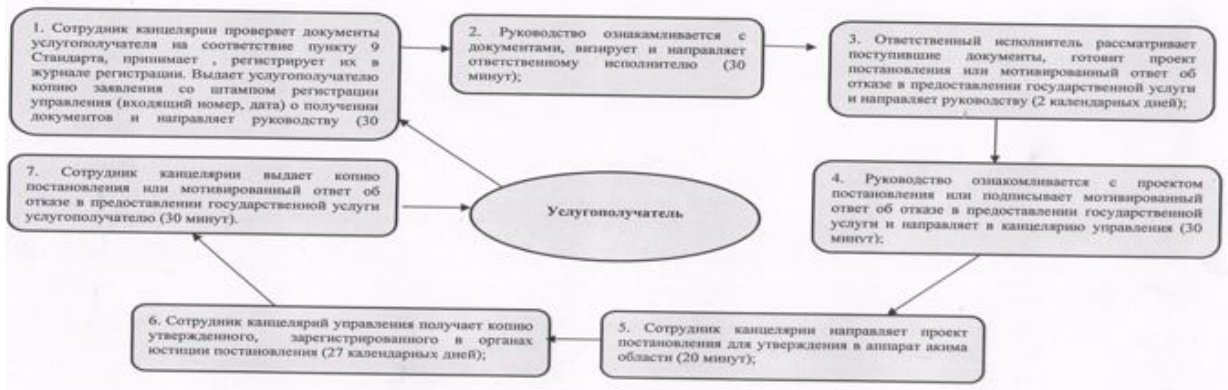 1. Сотрудник канцелярии проверяет документы
услугополучателя на соответствие пункту 9
Стандарта, принимает , регистрирует их в
журнале регистрации. Выдает услугополучателю
копию заявления со штампом регистрации
управления (входящий номер, дата) о получении
документов и направляет руководству (30
2. Руководство ознакамливается с
документами, визирует и направляет
ответственному исполнителю (30
минут);
3. Ответственный исполнитель рассматривает
поступившие документы, готовит проект
постановления или мотивированный ответ об
отказе в предоставлении государственной услуги
и направляет руководству (2 календарных дней);
4. Руководство ознакомливается с проектом
постановления или подписывает мотивированный
ответ об отказе в предоставлении государственной
услуги и направляет в канцелярию управления (30
минут);
5. Сотрудник канцелярии направляет проект
постановления для утверждения в аппарат акима
области (20 минут);
6. Сотрудник канцелярий управления получает копию
утвержденного, зарегистрированного в органах
юстиции постановления (27 календарных дней);
7. Сотрудник канцелярии выдает копию
постановления или мотивированный ответ об
отказе в предоставлении государственной услуги
услугополучателю (30 минут).
Услугополучатель